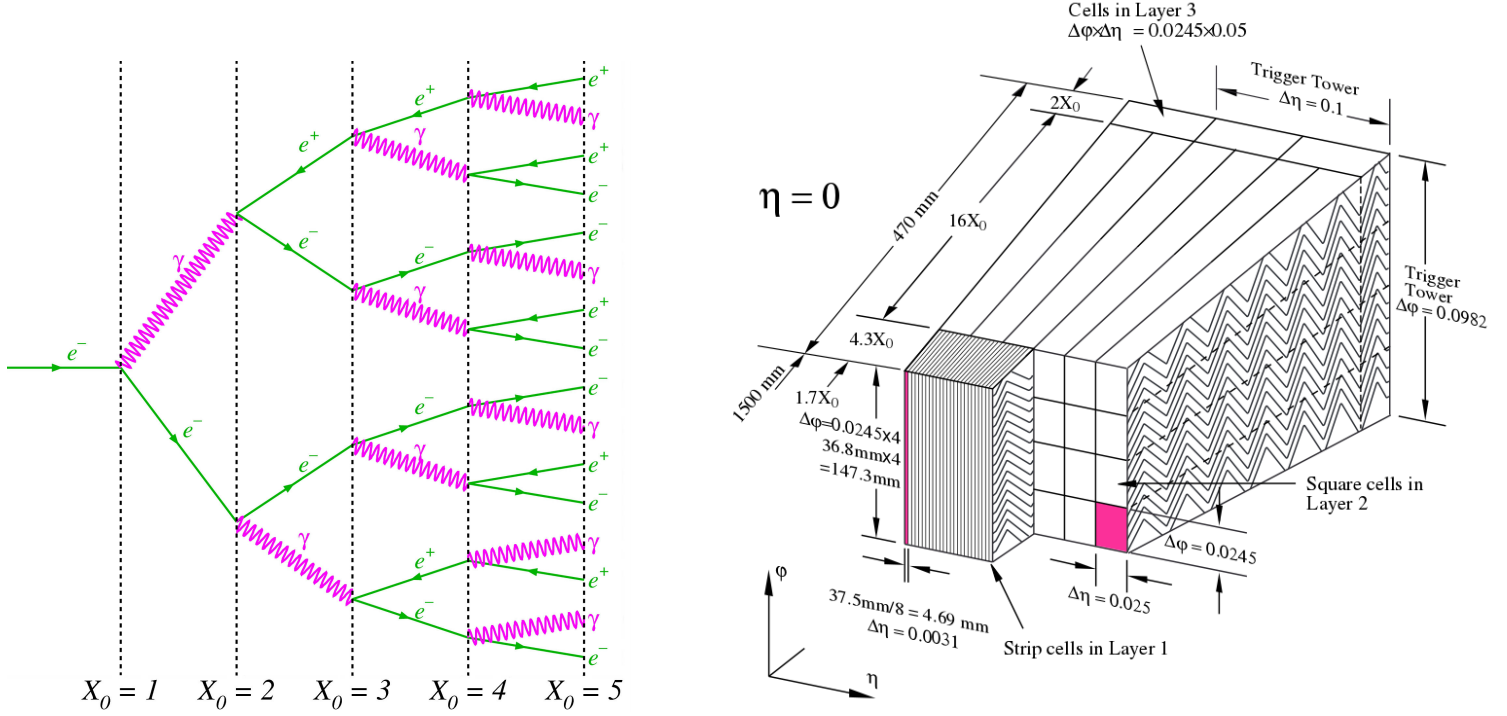 e⁻
γ
e⁻
e⁺
e⁻
e⁻
γ
e⁺
γ
e⁻
γ
e⁻
γ
e⁺
e⁻
e⁺
γ
e⁺
e⁻
e⁻
γ
e⁺
e⁻
e⁻
γ
e⁺
e⁻
γ
e⁺
γ
e⁻
X₀ = 1
X₀ = 2
X₀ = 3
X₀ = 4
X₀ = 5
Cells in Layer 3
Δφ×Δη = 0.0245×0.05
Trigger Tower
Δη = 0.1
2X₀
η = 0
470 mm
16X₀
Trigger
Tower
Δφ = 0.0982
4.3X₀
1500 mm
1.7X₀
Δφ=0.0245x4
36.8mmx4
=147.3mm
Square cells in
Layer 2
Δφ = 0.0245
Δη = 0.025
37.5mm/8 = 4.69 mm
Δη = 0.0031
Strip cells in Layer 1
φ
η